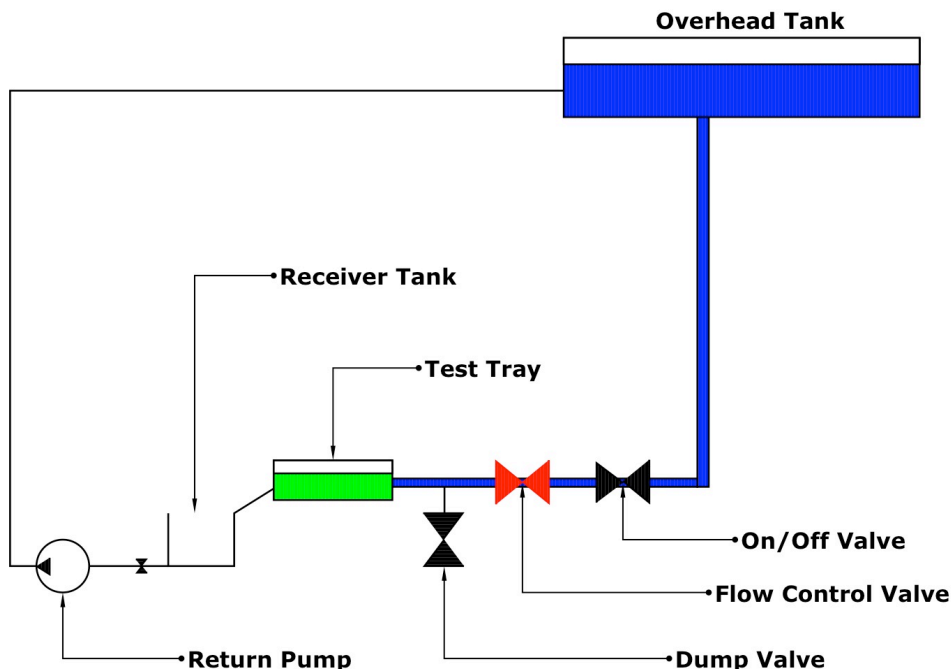 Overhead Tank
Receiver Tank
Test Tray
On/Off Valve
Flow Control Valve
Return Pump
Dump Valve